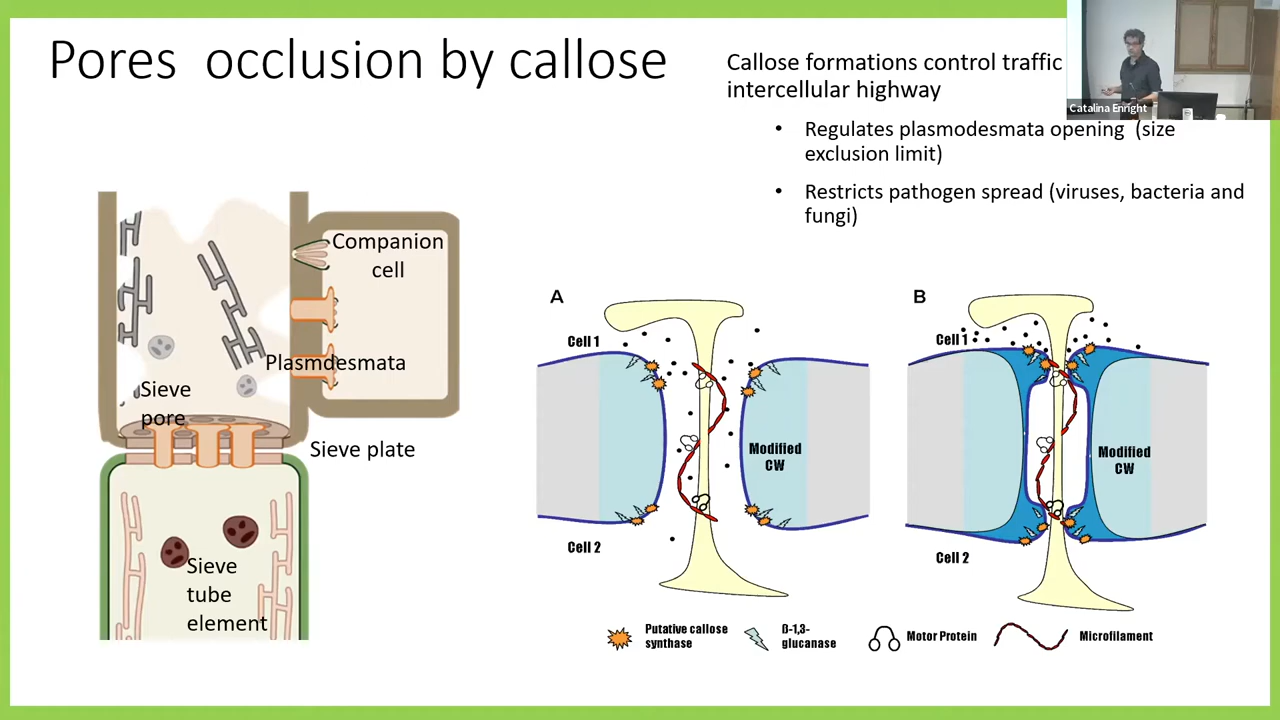 Pores  occlusion by callose
Callose formations control traffic
intercellular highway
• Regulates plasmodesmata opening  (size
exclusion limit)
• Restricts pathogen spread (viruses, bacteria and
fungi)
Catalina Enright
Companion
cell
Plasmdesmata
Sieve
pore
Sieve plate
Sieve
tube
element
A
Cell 1
Modified
CW
Cell 2
B
Cell 1
Modified
CW
Cell 2
Putative callose
synthase
ß-1,3-
glucanase
Motor Protein
Microfilament